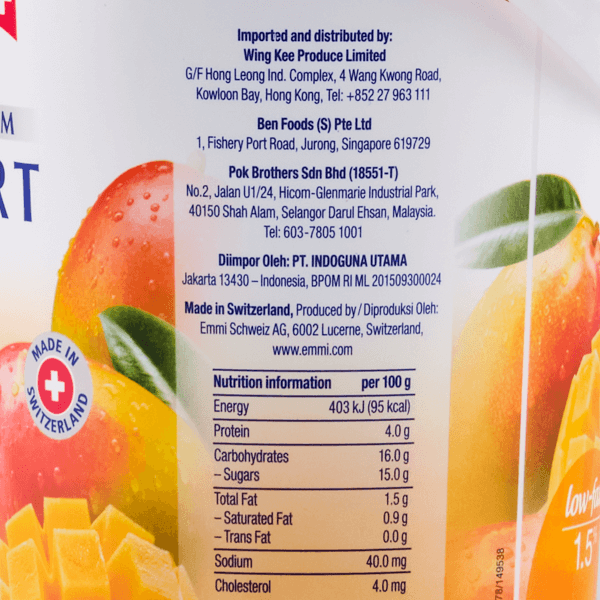 M
RT
Imported and distributed by:
Wing Kee Produce Limited
G/F Hong Leong Ind. Complex, 4 Wang Kwong Road,
Kowloon Bay, Hong Kong, Tel: +852 27 963 111
Ben Foods (S) Pte Ltd
1, Fishery Port Road, Jurong, Singapore 619729
Pok Brothers Sdn Bhd (18551-T)
No.2, Jalan U1/24, Hicom-Glenmarie Industrial Park,
40150 Shah Alam, Selangor Darul Ehsan, Malaysia.
Tel: 603-7805 1001
Diimpor Oleh: PT. INDOGUNA UTAMA
Jakarta 13430 – Indonesia, BPOM RI ML 201509300024
Made in Switzerland, Produced by / Diproduksi Oleh:
Emmi Schweiz AG, 6002 Lucerne, Switzerland,
www.emmi.com
MADE IN
SWITZERLAND
Nutrition information per 100 g
Energy 403 kJ (95 kcal)
Protein 4.0 g
Carbohydrates 16.0 g
– Sugars 15.0 g
Total Fat 1.5 g
– Saturated Fat 0.9 g
– Trans Fat 0.0 g
Sodium 40.0 mg
Cholesterol 4.0 mg
78/149538
low-fa
1.5